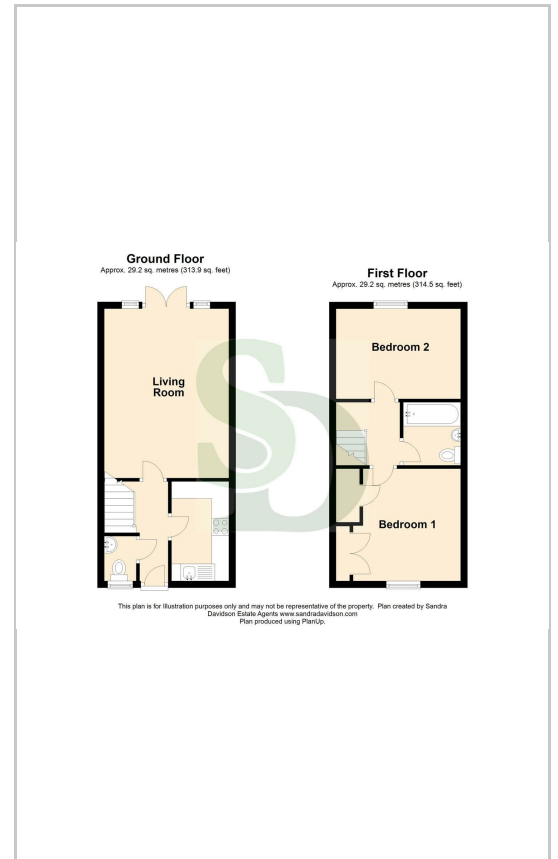 Ground Floor
Approx. 29.2 sq. metres (313.9 sq. feet)
Living
Room
First Floor
Approx. 29.2 sq. metres (314.5 sq. feet)
Bedroom 2
Bedroom 1
SD
This plan is for Illustration purposes only and may not be representative of the property. Plan created by Sandra
Davidson Estate Agents www.sandradavidson.com
Plan produced using PlanUp.